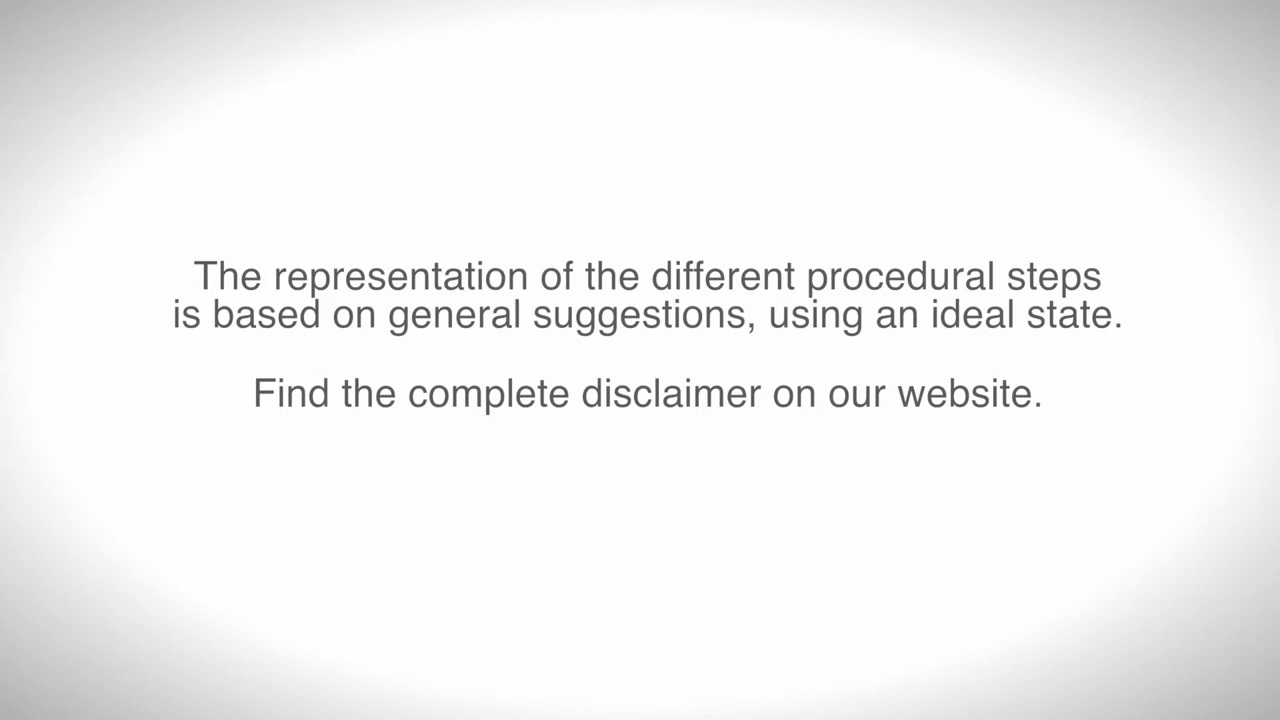 The representation of the different procedural steps
is based on general suggestions, using an ideal state.
Find the complete disclaimer on our website.